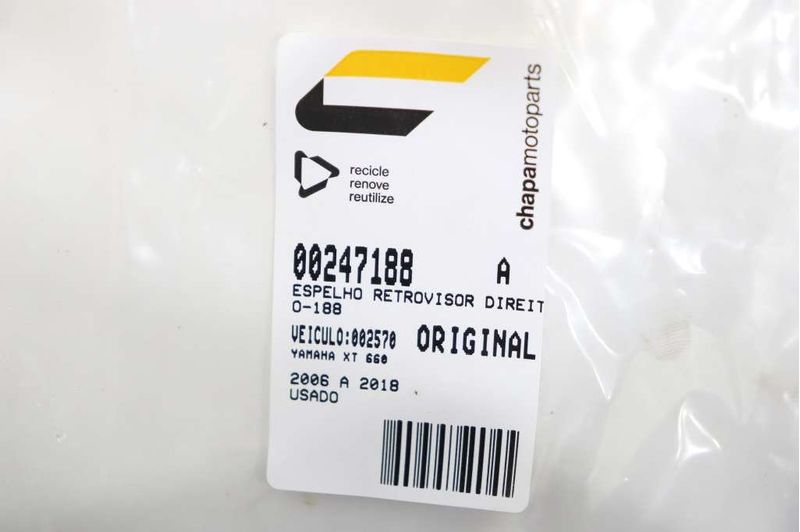 chapamotoparts
recicle
renove
reutilize
00247188 A
ESPELHO RETROVISOR DIREIT
O-188
VEICULO:002570 ORIGINAL
YAMAHA XT 660
2006 A 2018
USADO